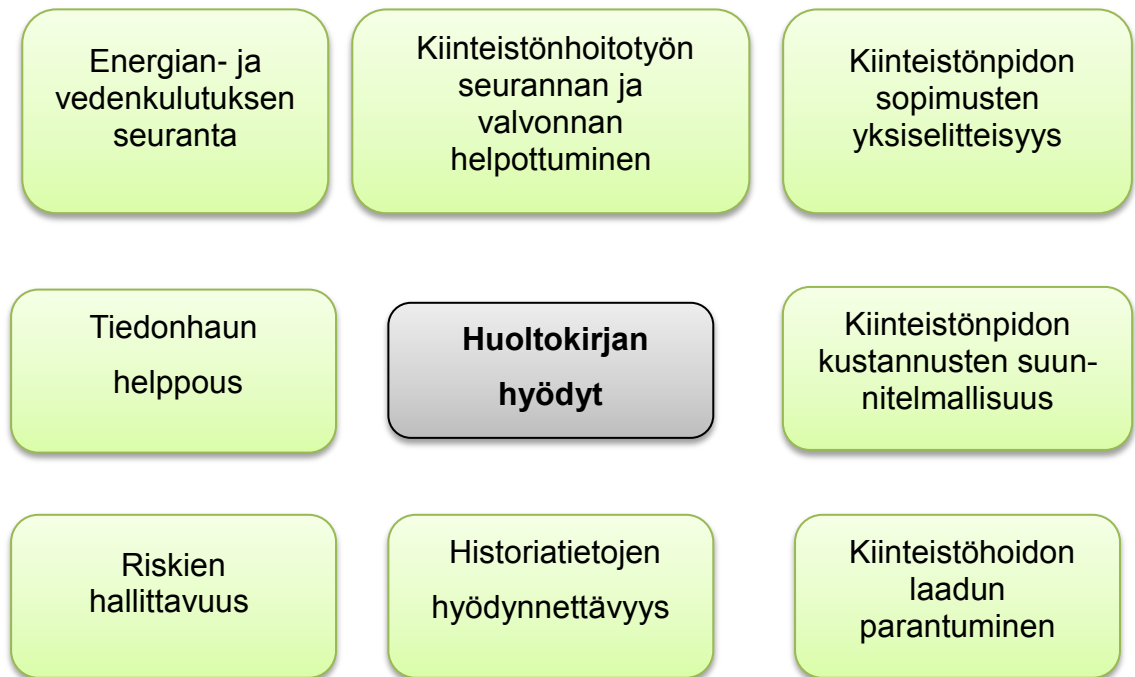 Energian- ja
vedenkulutuksen
seuranta
Kiinteistönhoitotyön
seurannan ja
valvonnan
helpottuminen
Kiinteistönpidon
sopimusten
yksiselitteisyys
Tiedonhaun
helppous
Huoltokirjan
hyödyt
Kiinteistönpidon
kustannusten suun-
nitelmallisuus
Riskien
hallittavuus
Historiatietojen
hyödynnettävyys
Kiinteistöhoidon
laadun
parantuminen